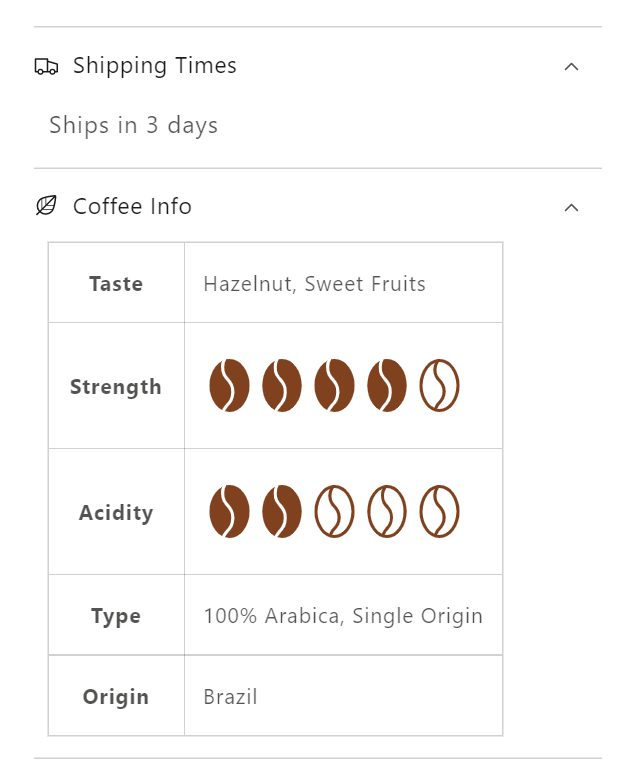 Shipping Times
Ships in 3 days
Coffee Info
Taste Hazelnut, Sweet Fruits
Strength
Acidity
Type 100% Arabica, Single Origin
Origin Brazil